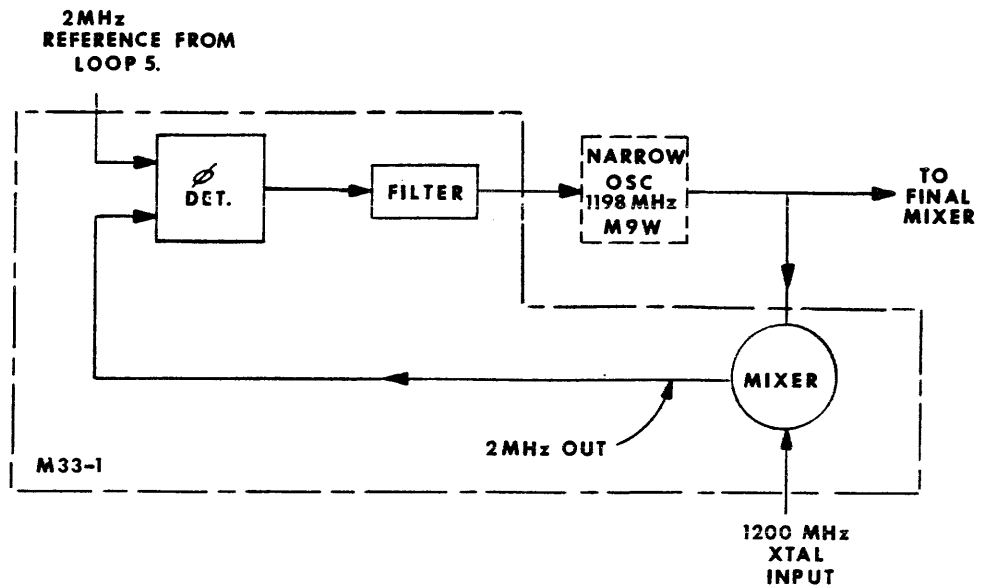 2MHz
REFERENCE FROM
LOOP 5.
Ø
DET.
FILTER
NARROW
OSC
1198 MHz
M9W
TO
FINAL
MIXER
MIXER
2MHz OUT
M33-1
1200 MHz
XTAL
INPUT